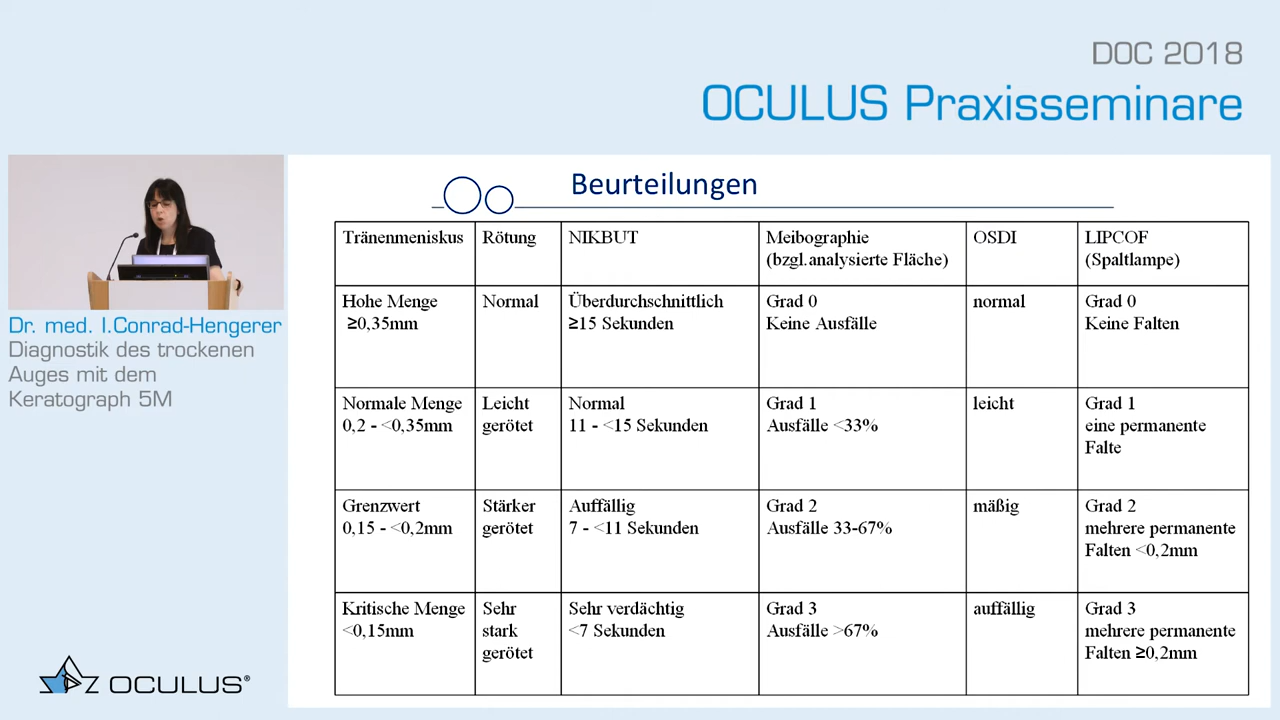 DOC 2018
OCULUS Praxisseminare
Dr. med. I.Conrad-Hengerer
Diagnostik des trockenen
Auges mit dem
Keratograph 5M
OCULUS®
Beurteilungen
Tränenmeniskus
Rötung
NIKBUT
Meibographie
(bzgl.analysierte Fläche)
OSDI
LIPCOF
(Spaltlampe)
Hohe Menge
≥0,35mm
Normal
Überdurchschnittlich
≥15 Sekunden
Grad 0
Keine Ausfälle
normal
Grad 0
Keine Falten
Normale Menge
0,2 - <0,35mm
Leicht
gerötet
Normal
11 - <15 Sekunden
Grad 1
Ausfälle <33%
leicht
Grad 1
eine permanente
Falte
Grenzwert
0,15 - <0,2mm
Stärker
gerötet
Auffällig
7 - <11 Sekunden
Grad 2
Ausfälle 33-67%
mäßig
Grad 2
mehrere permanente
Falten <0,2mm
Kritische Menge
<0,15mm
Sehr
stark
gerötet
Sehr verdächtig
<7 Sekunden
Grad 3
Ausfälle >67%
auffällig
Grad 3
mehrere permanente
Falten ≥0,2mm